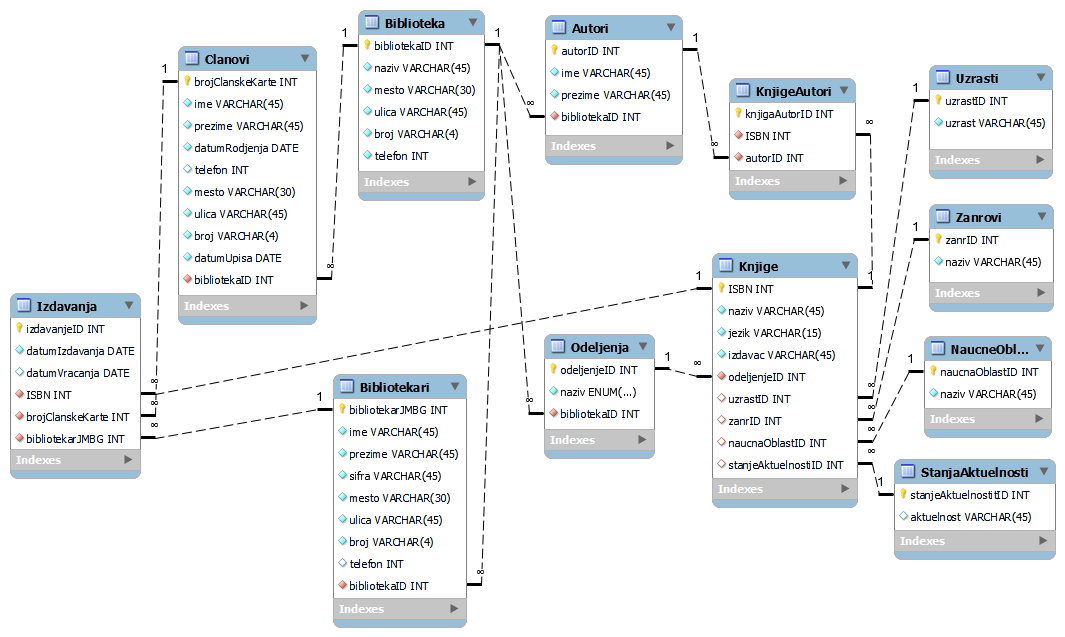 Biblioteka
bibliotekaID INT
naziv VARCHAR(45)
mesto VARCHAR(30)
ulica VARCHAR(45)
broj VARCHAR(4)
telefon INT
Indexes
Autori
autorID INT
ime VARCHAR(45)
prezime VARCHAR(45)
bibliotekaID INT
Indexes
Clanovi
brojClanskeKarte INT
ime VARCHAR(45)
prezime VARCHAR(45)
datumRodjenja DATE
telefon INT
mesto VARCHAR(30)
ulica VARCHAR(45)
broj VARCHAR(4)
datumUpisa DATE
bibliotekaID INT
Indexes
KnjigeAutori
knjigaAutorID INT
ISBN INT
autorID INT
Indexes
Uzrasti
uzrastID INT
uzrast VARCHAR(45)
Indexes
Zanrovi
zanrID INT
naziv VARCHAR(45)
Indexes
Knjige
ISBN INT
naziv VARCHAR(45)
jezik VARCHAR(15)
izdavac VARCHAR(45)
odeljenjeID INT
uzrastID INT
zanrID INT
naucnaOblastID INT
stanjeAktuelnostiID INT
Indexes
Izdavanja
izdavanjeID INT
datumIzdavanja DATE
datumVracanja DATE
ISBN INT
brojClanskeKarte INT
bibliotekarJMBG INT
Indexes
Odeljenja
odeljenjeID INT
naziv ENUM(...)
bibliotekaID INT
Indexes
NaucneObl...
naucnaOblastID INT
naziv VARCHAR(45)
Indexes
Bibliotekari
bibliotekarJMBG INT
ime VARCHAR(45)
prezime VARCHAR(45)
sifra VARCHAR(45)
mesto VARCHAR(30)
ulica VARCHAR(45)
broj VARCHAR(4)
telefon INT
bibliotekaID INT
Indexes
StanjaAktuelnosti
stanjeAktuelnostitID INT
aktuelnost VARCHAR(45)
Indexes
1
∞
1
∞
1
∞
1
∞
1
∞
1
∞
1
∞
1
∞
1
∞
1
∞
1
∞
1
∞
∞